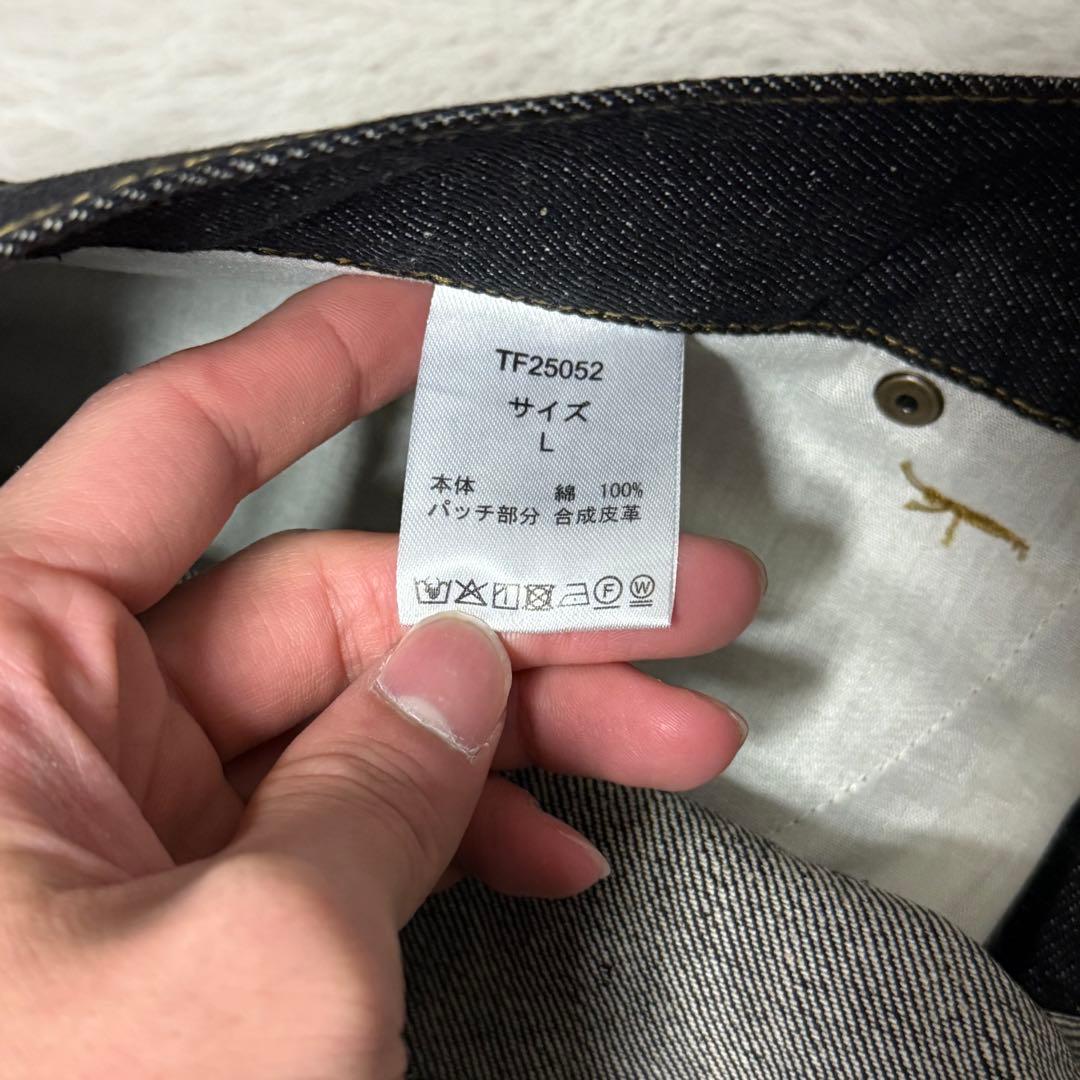 TF25052
サイズ
L
本体 綿 100%
パッチ部分 合成皮革
F W